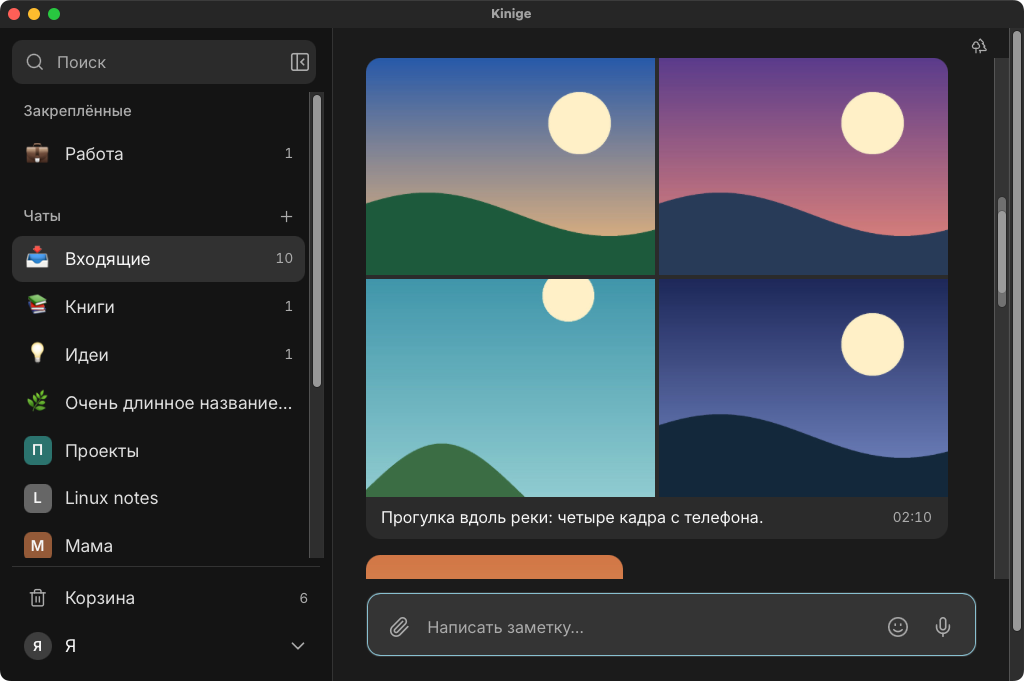 Kinige
Поиск
Закреплённые
Работа 1
Чаты
Входящие 10
Книги 1
Идеи 1
Очень длинное название...
П Проекты
L Linux notes
М Мама
Корзина 6
Я Я
Прогулка вдоль реки: четыре кадра с телефона. 02:10
Написать заметку...